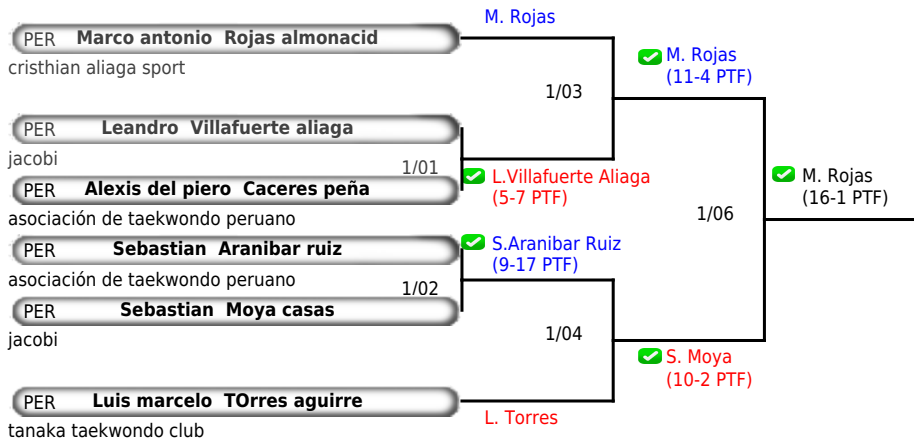 M. Rojas
PER Marco antonio Rojas almonacid
cristhian aliaga sport
M. Rojas
(11-4 PTF)
1/03
PER Leandro Villafuerte aliaga
jacobi
1/01
L.Villafuerte Aliaga
(5-7 PTF)
PER Alexis del piero Caceres peña
asociación de taekwondo peruano
M. Rojas
(16-1 PTF)
1/06
PER Sebastian Aranibar ruiz
asociación de taekwondo peruano
S.Aranibar Ruiz
(9-17 PTF)
1/02
PER Sebastian Moya casas
jacobi
1/04
S. Moya
(10-2 PTF)
PER Luis marcelo TOrres aguirre
tanaka taekwondo club
L. Torres